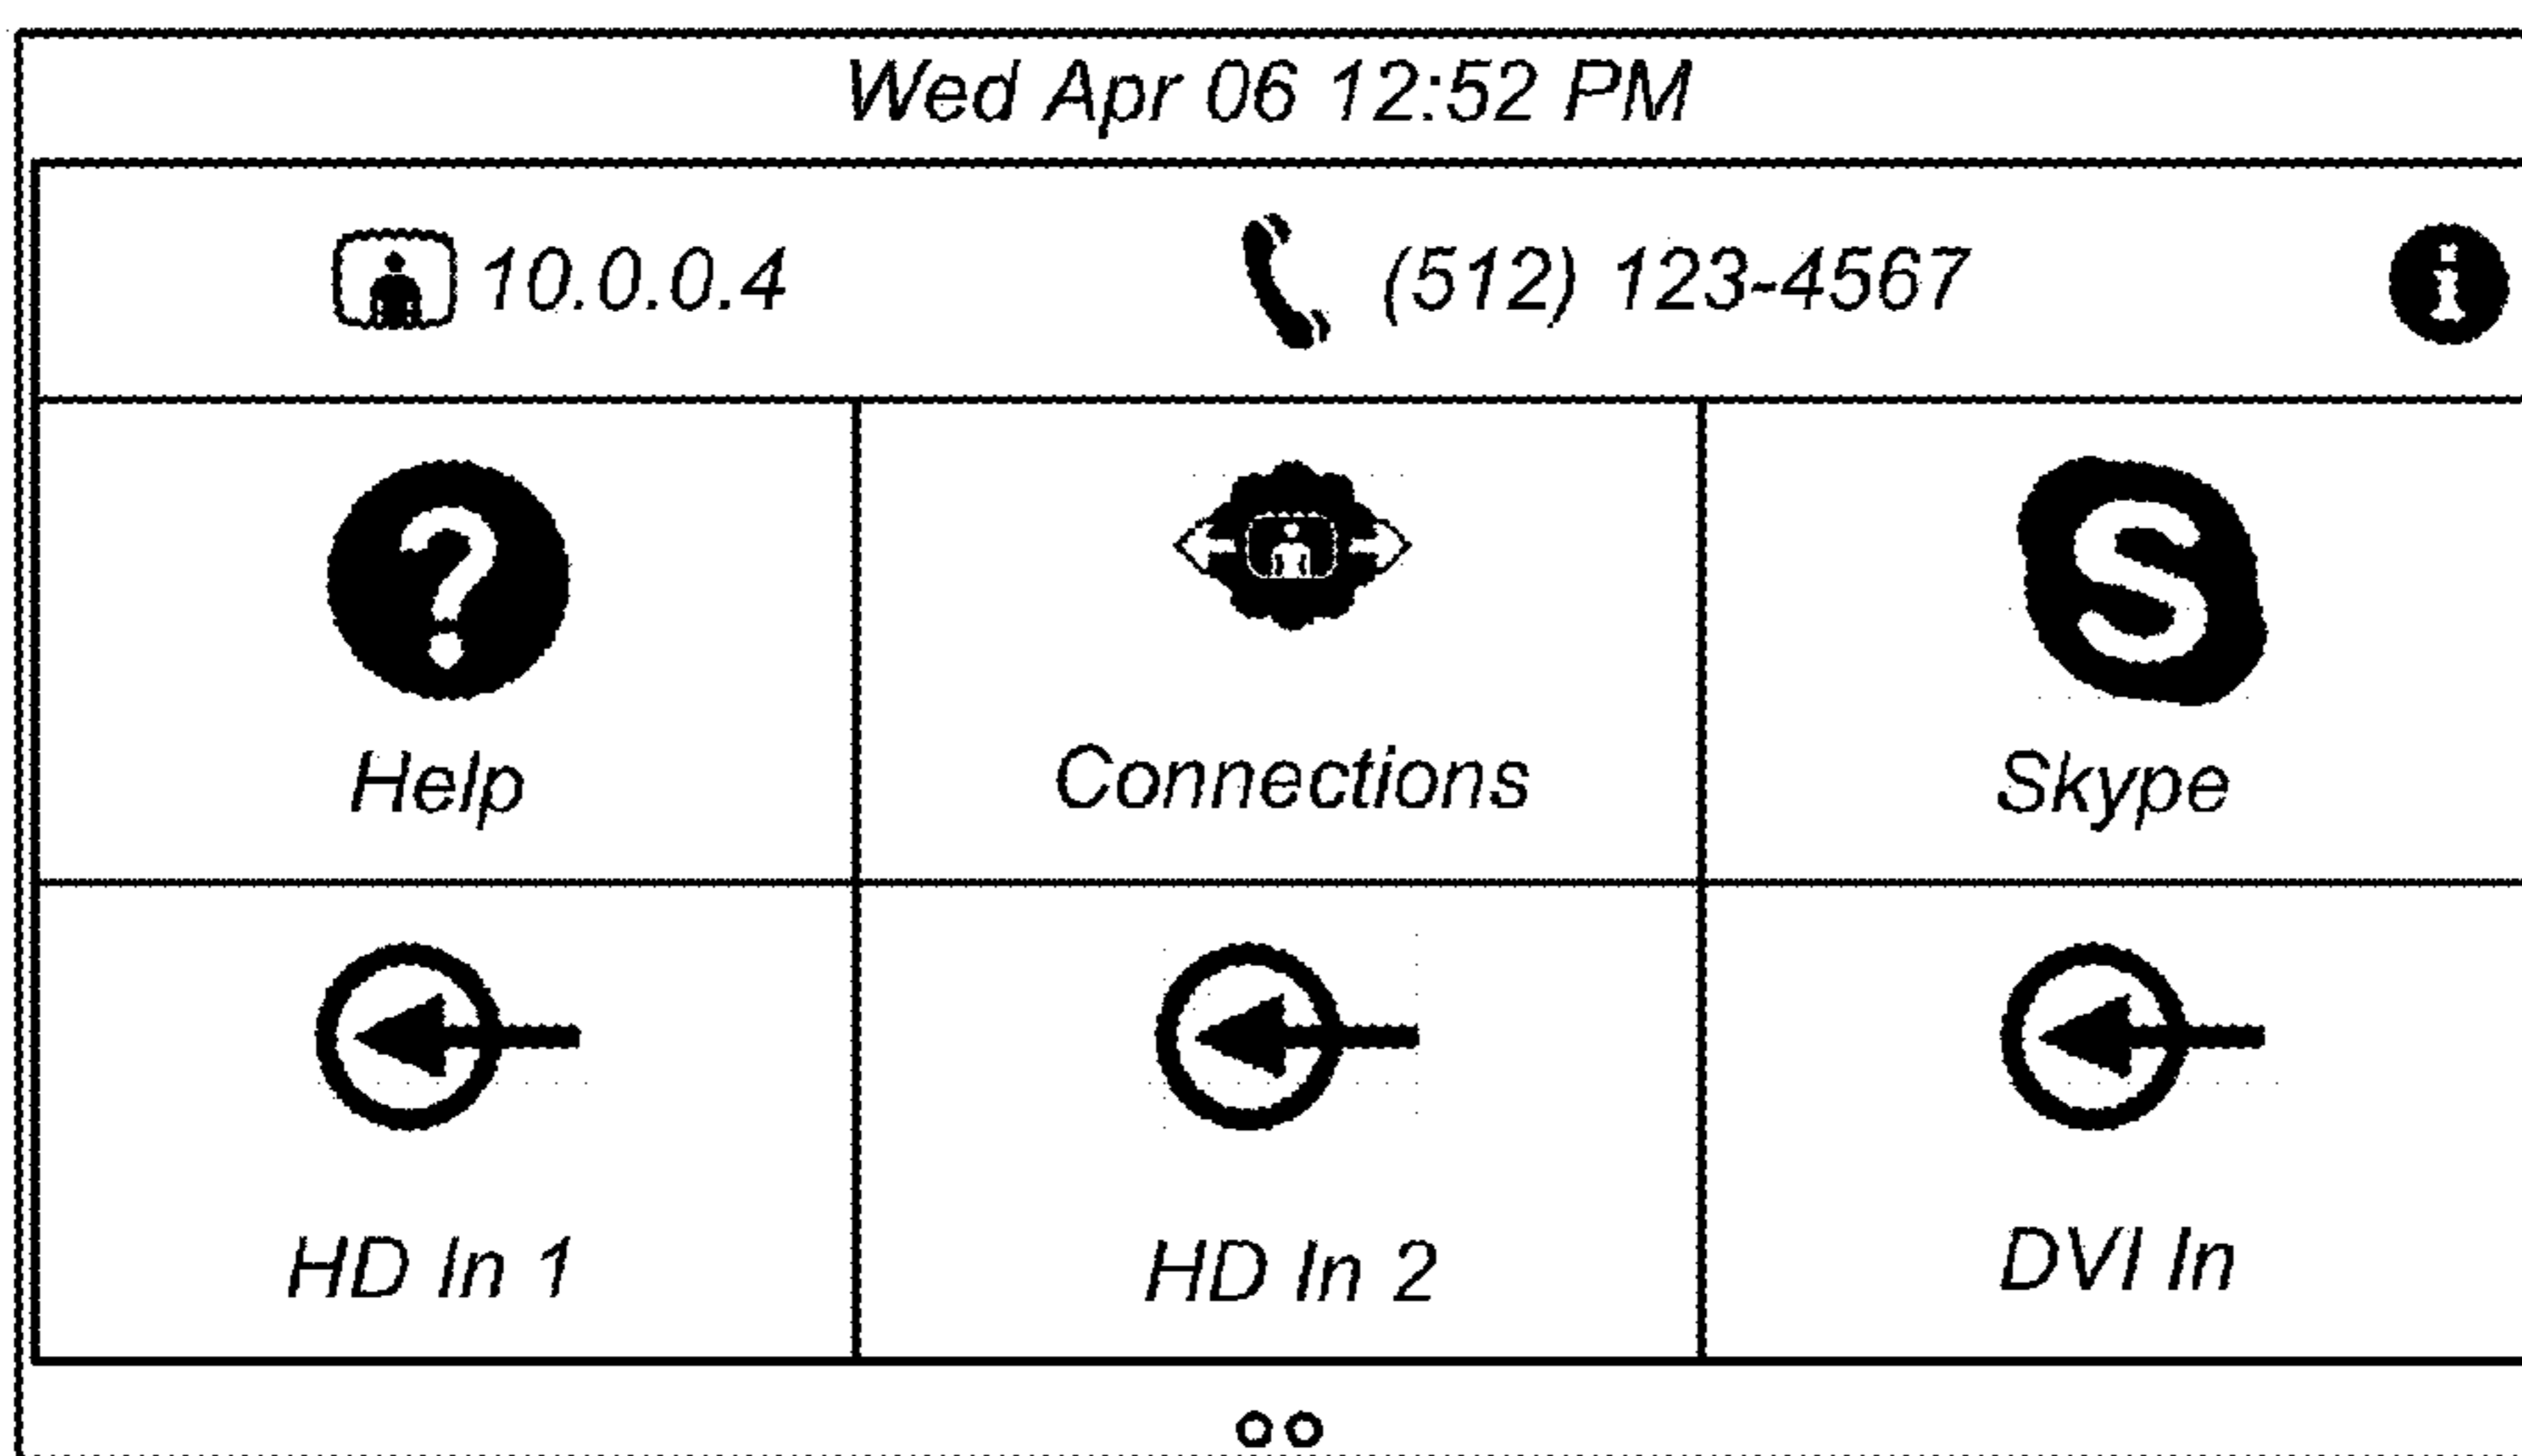 Wed Apr 06 12:52 PM
10.0.0.4 (512) 123-4567 i
? S
Help Connections Skype
HD In 1 HD In 2 DVI In